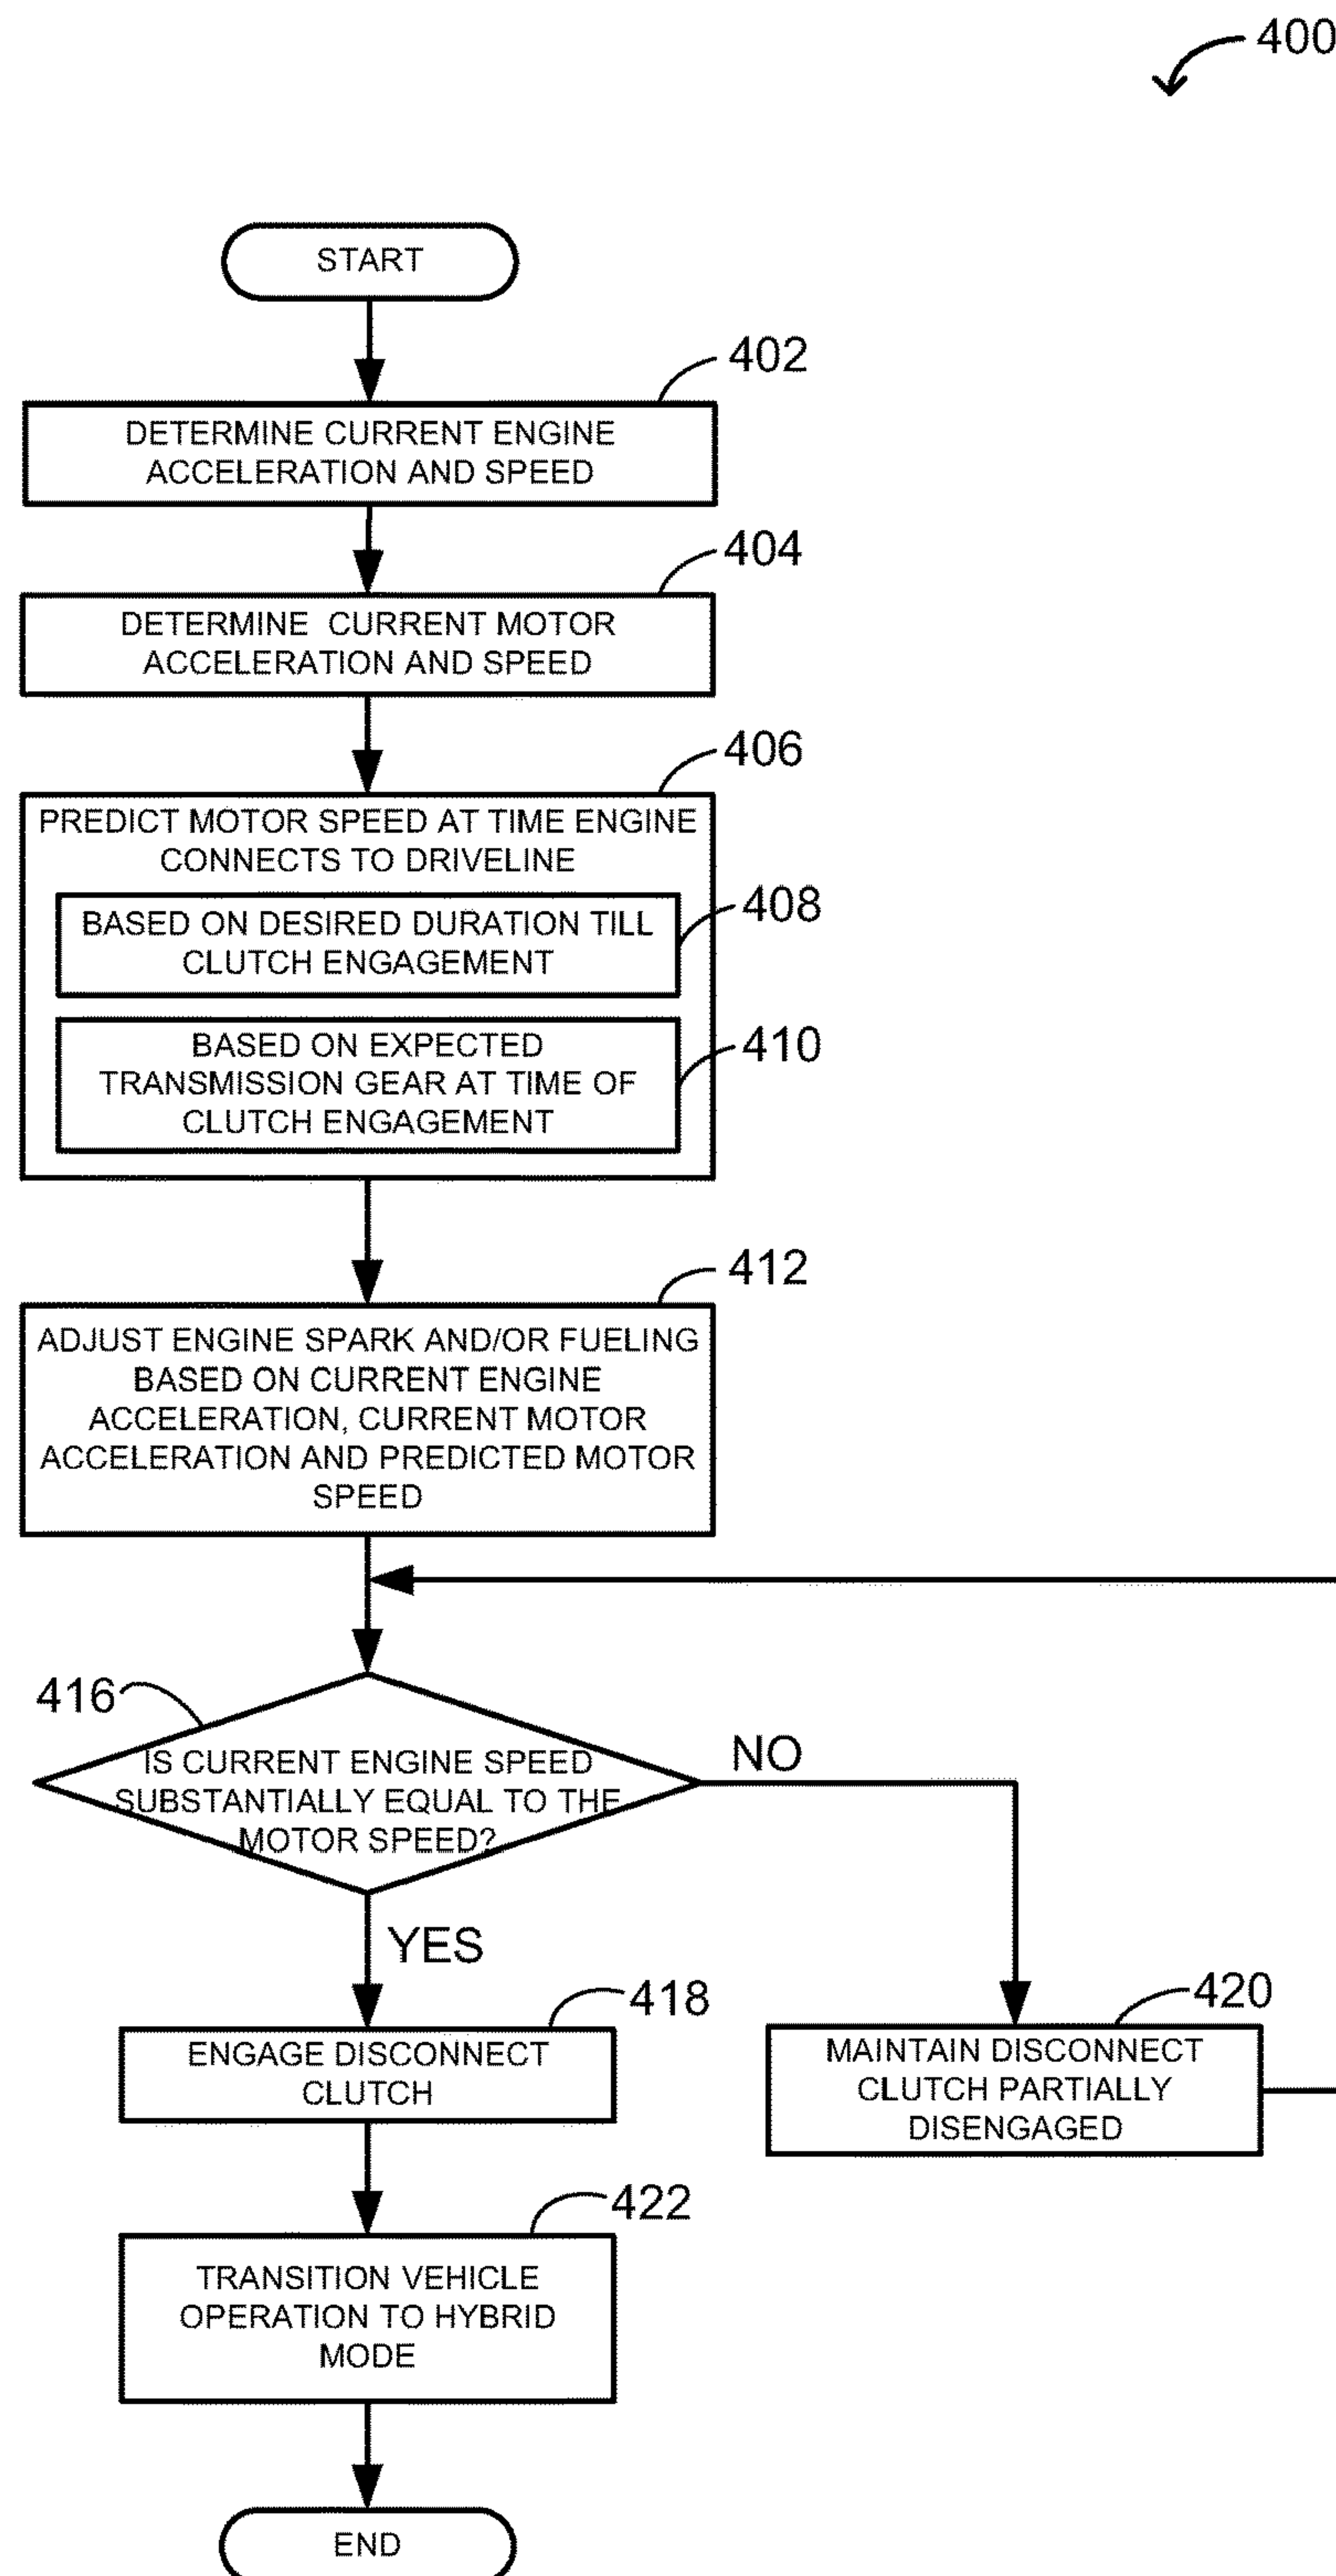 400
START
402
DETERMINE CURRENT ENGINE
ACCELERATION AND SPEED
404
DETERMINE CURRENT MOTOR
ACCELERATION AND SPEED
406
PREDICT MOTOR SPEED AT TIME ENGINE
CONNECTS TO DRIVELINE
408
BASED ON DESIRED DURATION TILL
CLUTCH ENGAGEMENT
410
BASED ON EXPECTED
TRANSMISSION GEAR AT TIME OF
CLUTCH ENGAGEMENT
412
ADJUST ENGINE SPARK AND/OR FUELING
BASED ON CURRENT ENGINE
ACCELERATION, CURRENT MOTOR
ACCELERATION AND PREDICTED MOTOR
SPEED
416
IS CURRENT ENGINE SPEED
SUBSTANTIALLY EQUAL TO THE
MOTOR SPEED?
NO
YES
418
ENGAGE DISCONNECT
CLUTCH
420
MAINTAIN DISCONNECT
CLUTCH PARTIALLY
DISENGAGED
422
TRANSITION VEHICLE
OPERATION TO HYBRID
MODE
END